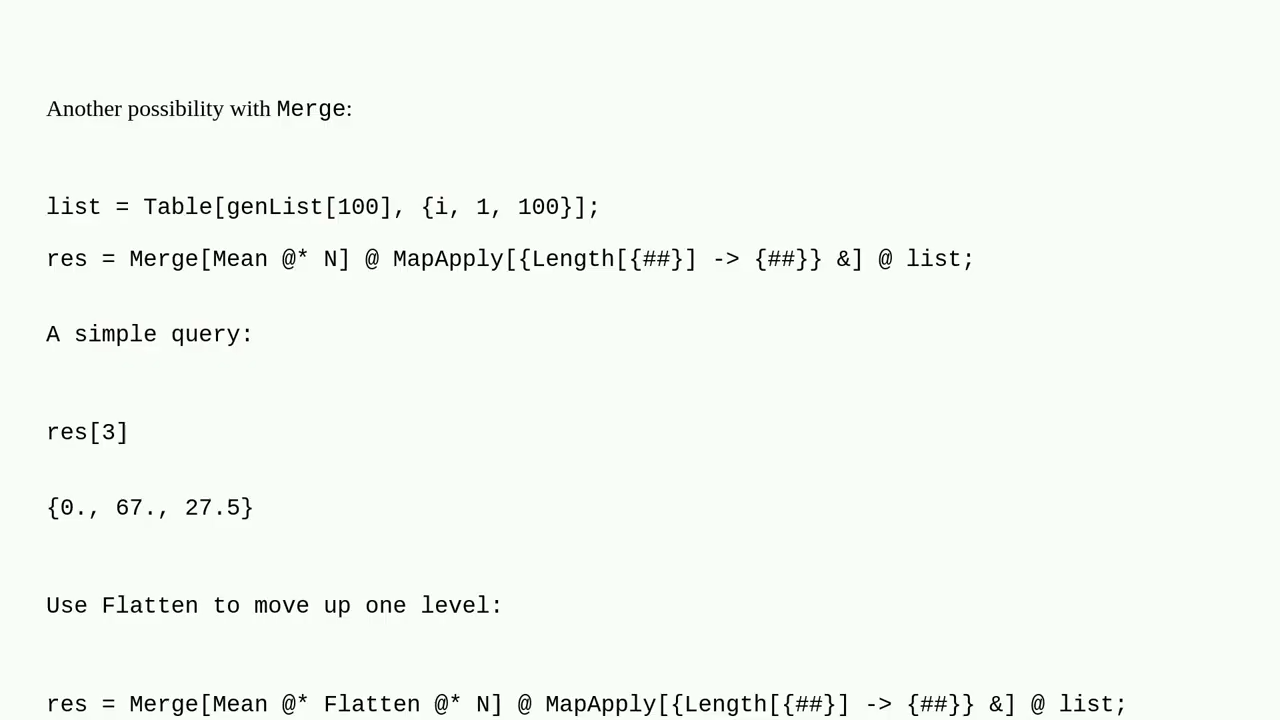 Another possibility with Merge:
list = Table[genList[100], {i, 1, 100}];
res = Merge[Mean @* N] @ MapApply[{Length[{##}] -> {##}} &] @ list;
A simple query:
res[3]
{0., 67., 27.5}
Use Flatten to move up one level:
res = Merge[Mean @* Flatten @* N] @ MapApply[{Length[{##}] -> {##}} &] @ list;